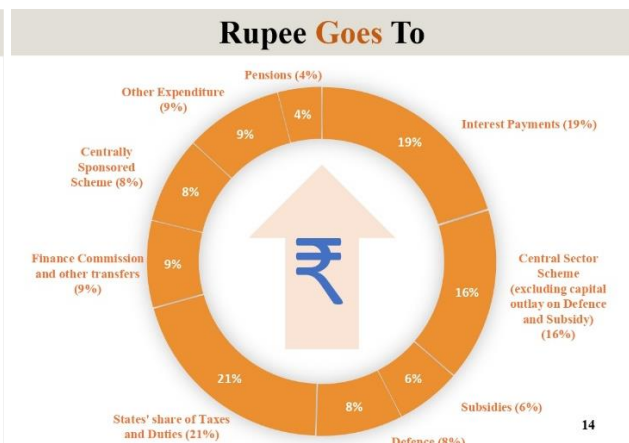 Rupee Goes To
Pensions (4%)
Other Expenditure
(9%)
Centrally
Sponsored
Scheme (8%)
Finance Commission
and other transfers
(9%)
States' share of Taxes
and Duties (21%)
Defence (8%)
Subsidies (6%)
Central Sector
Scheme
(excluding capital
outlay on Defence
and Subsidy)
(16%)
Interest Payments (19%)
4%
9%
8%
9%
21%
8%
6%
16%
19%
₹
14